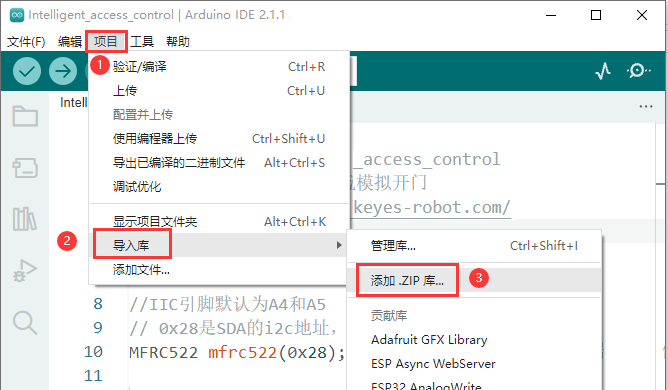 Intelligent_access_control | Arduino IDE 2.1.1
文件(F) 编辑 项目 工具 帮助
1
验证/编译 Ctrl+R
上传 Ctrl+U
配置并上传
使用编程器上传 Ctrl+Shift+U
导出已编译的二进制文件 Alt+Ctrl+S
调试优化
显示项目文件夹 Alt+Ctrl+K
2 导入库
添加文件...
Intell
_access_control
模拟开门
keyes-robot.com/
管理库... Ctrl+Shift+I
添加 .ZIP 库... 3
贡献库
Adafruit GFX Library
ESP Async WebServer
ESP32 AnalogWrite
8 //IIC引脚默认为A4和A5
9 // 0x28是SDA的i2c地址,
10 MFRC522 mfrc522(0x28);
11